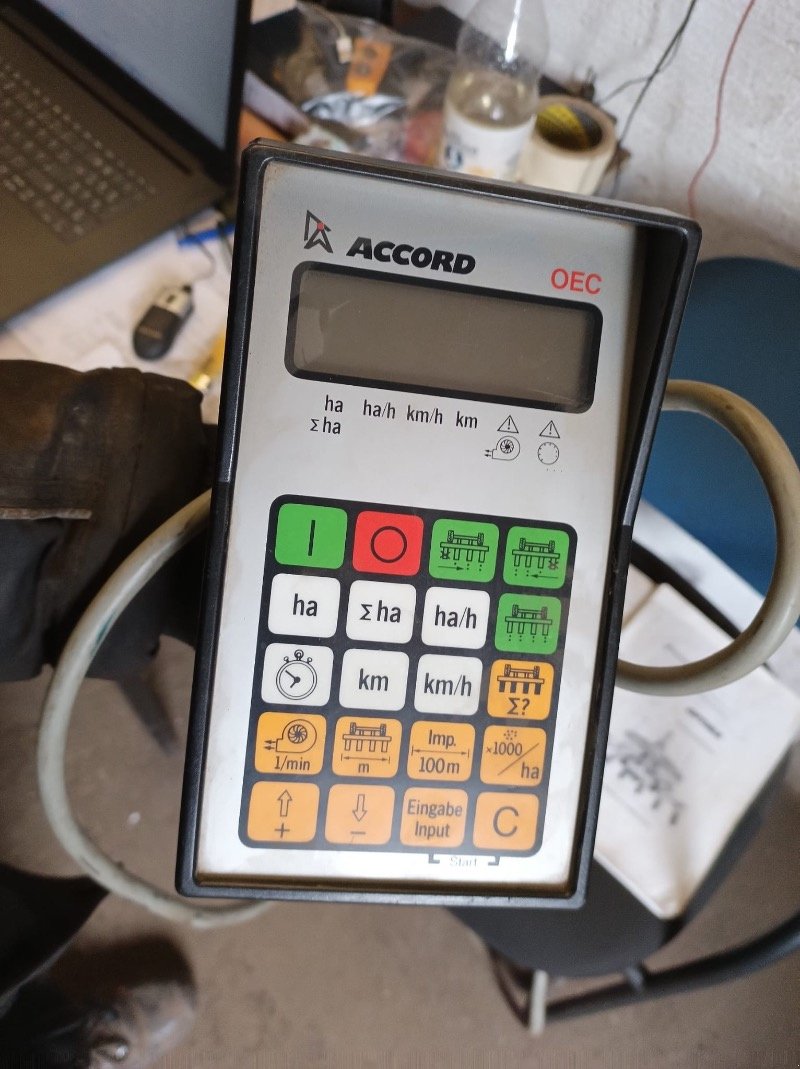 ACCORD
OEC
ha ha/h km/h km
Σha
ha Σha ha/h
km km/h Σ?
1/min m Imp. 100m ×1000/ha
+ − Eingabe Input C
Start